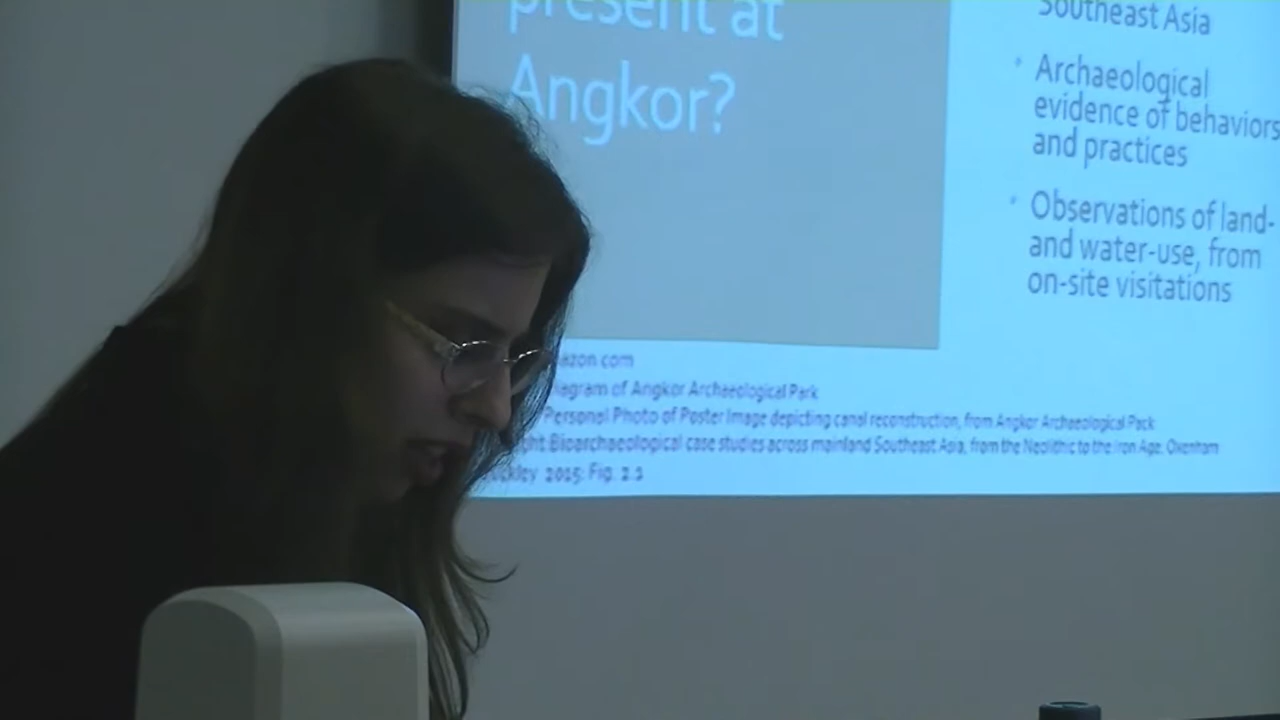 present at
Angkor?
Southeast Asia
Archaeological
evidence of behaviors
and practices
Observations of land-
and water-use, from
on-site visitations
azon.com
iagram of Angkor Archaeological Park
Personal Photo of Poster Image depicting canal reconstruction, from Angkor Archaeological Park
ght: Bioarchaeological case studies across mainland Southeast Asia, from the Neolithic to the Iron Age. Oxenham
uckley 2015: Fig. 2.1